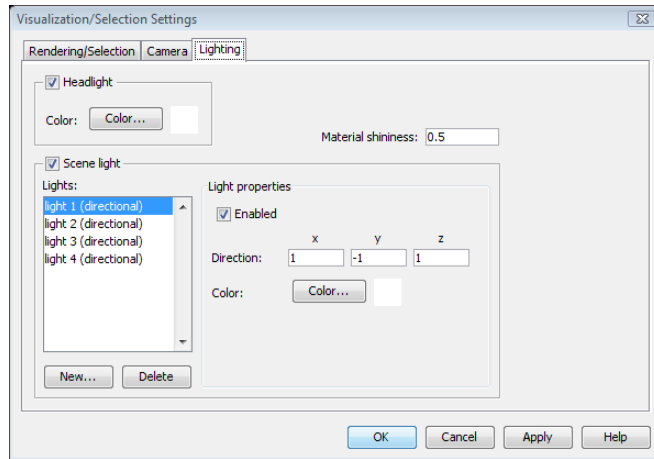 Visualization/Selection Settings
Rendering/Selection Camera Lighting
Headlight
Color: Color...
Material shininess: 0.5
Scene light
Lights:
light 1 (directional)
light 2 (directional)
light 3 (directional)
light 4 (directional)
New... Delete
Light properties
Enabled
x y z
Direction: 1 -1 1
Color: Color...
OK Cancel Apply Help